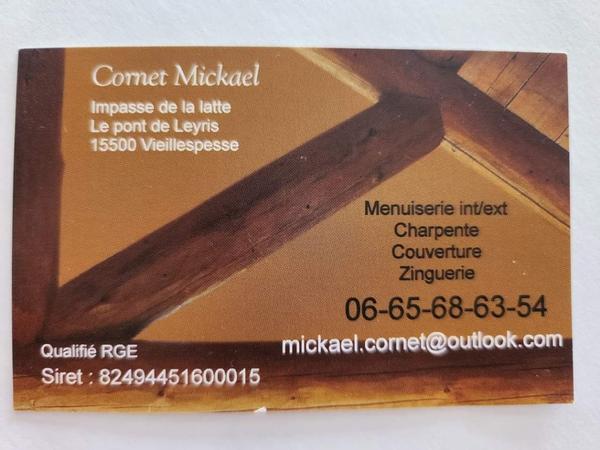 Cornet Mickael
Impasse de la latte
Le pont de Leyris
15500 Vieillespesse
Menuiserie int/ext
Charpente
Couverture
Zinguerie
06-65-68-63-54
mickael.cornet@outlook.com
Qualifié RGE
Siret : 82494451600015